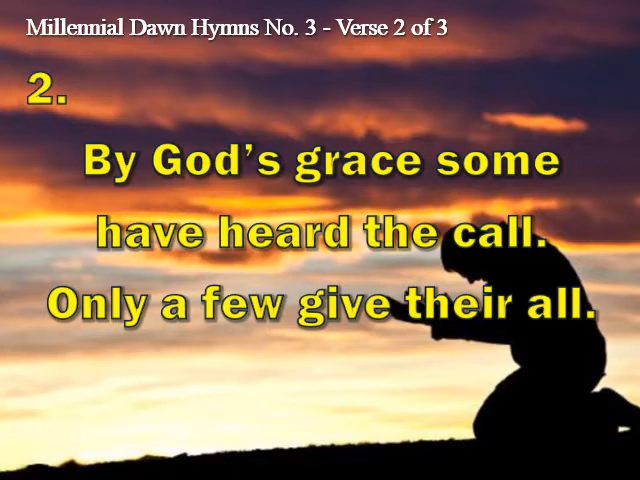 Millennial Dawn Hymns No. 3 - Verse 2 of 3
2.
By God’s grace some
have heard the call.
Only a few give their all.